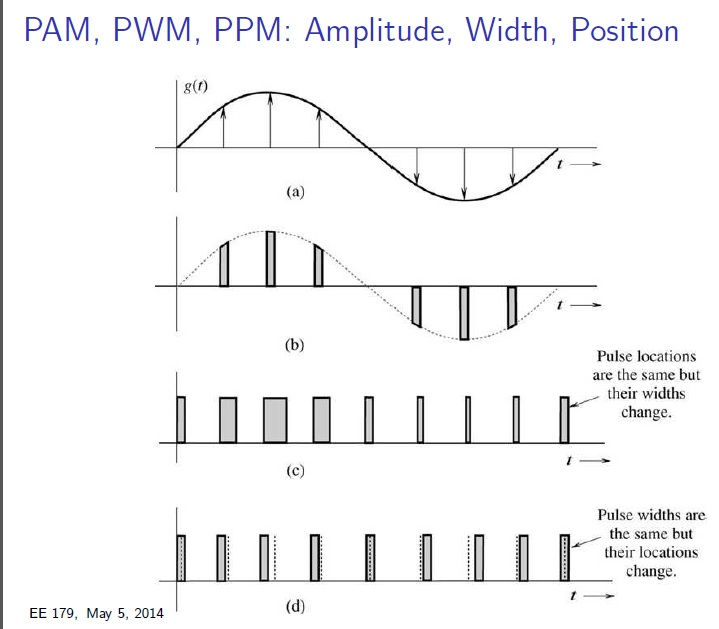 PAM, PWM, PPM: Amplitude, Width, Position
g(t)
t
(a)
t
(b)
Pulse locations
are the same but
their widths
change.
t
(c)
Pulse widths are
the same but
their locations
change.
t
(d)
EE 179, May 5, 2014